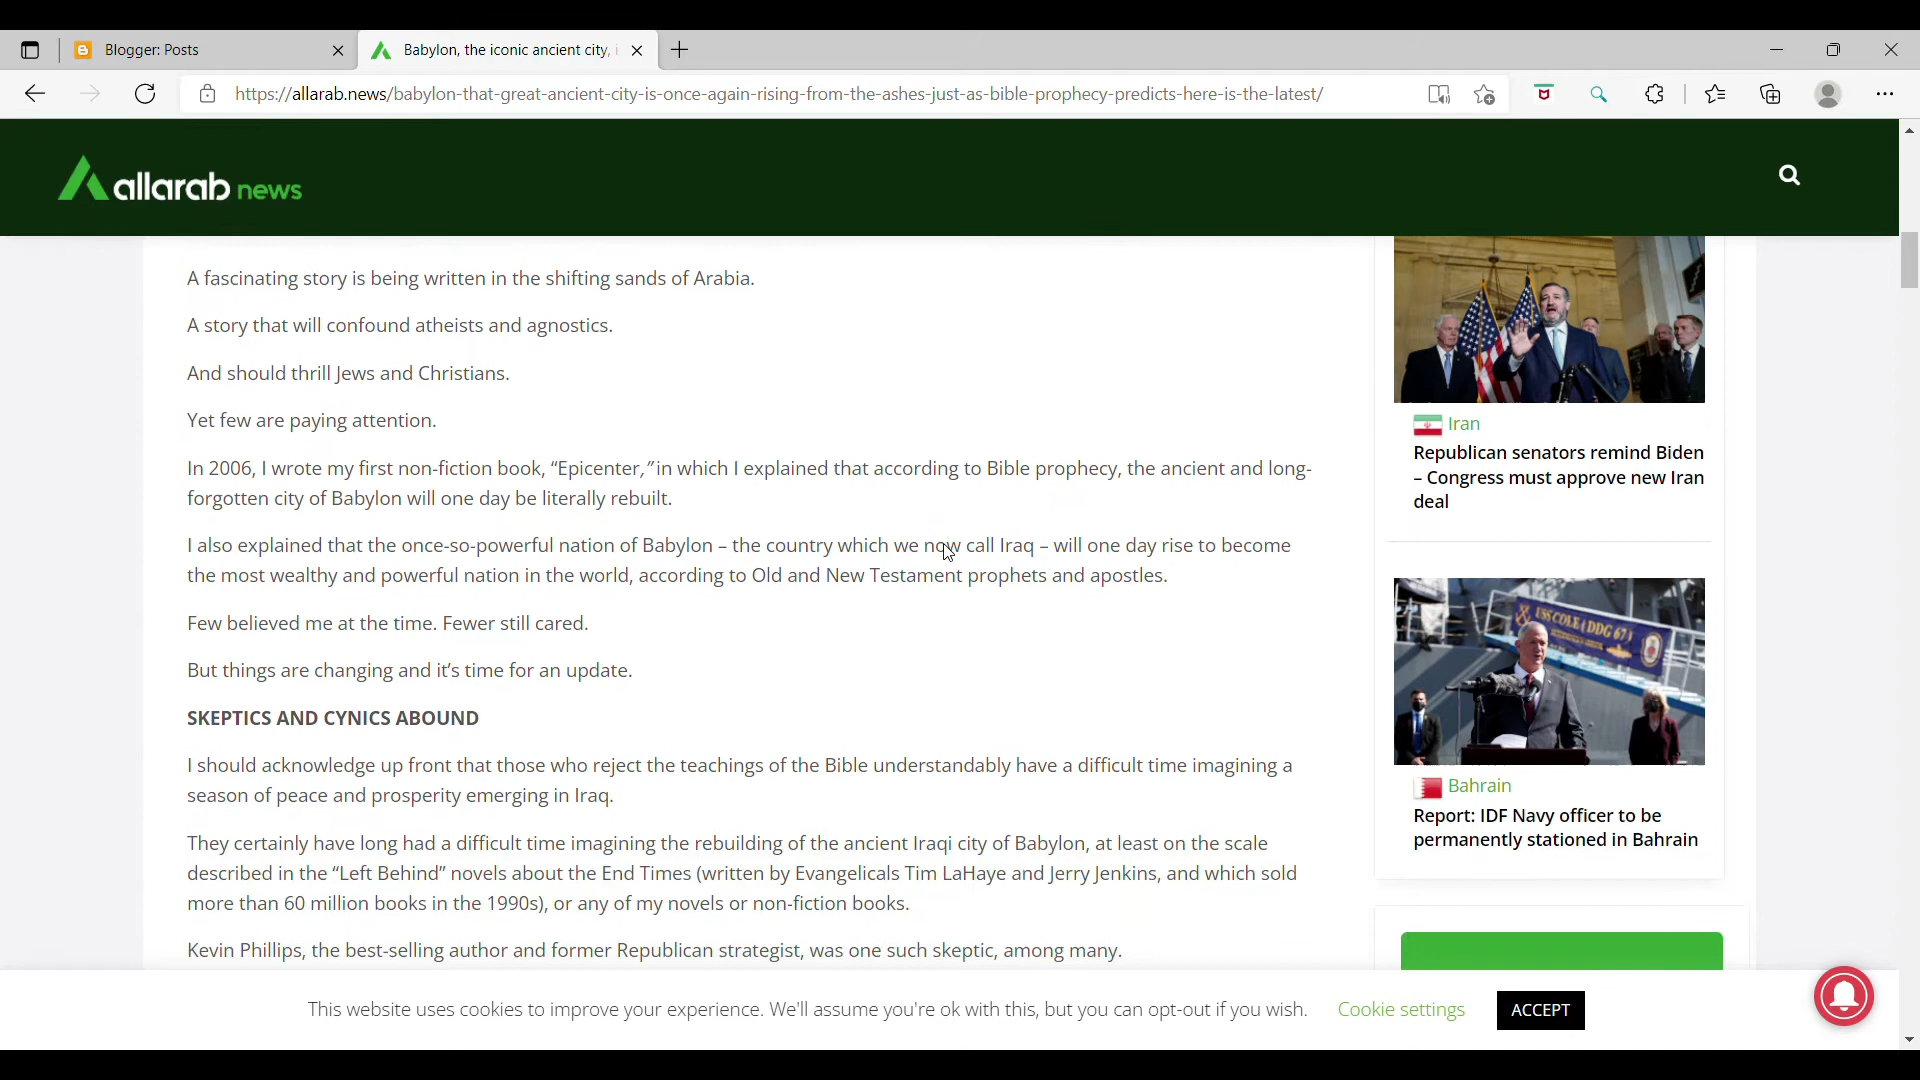 Blogger: Posts
Babylon, the iconic ancient city,
https://allarab.news/babylon-that-great-ancient-city-is-once-again-rising-from-the-ashes-just-as-bible-prophecy-predicts-here-is-the-latest/
allarab news
A fascinating story is being written in the shifting sands of Arabia.
A story that will confound atheists and agnostics.
And should thrill Jews and Christians.
Yet few are paying attention.
In 2006, I wrote my first non-fiction book, “Epicenter,”in which I explained that according to Bible prophecy, the ancient and long-
forgotten city of Babylon will one day be literally rebuilt.
I also explained that the once-so-powerful nation of Babylon – the country which we now call Iraq – will one day rise to become
the most wealthy and powerful nation in the world, according to Old and New Testament prophets and apostles.
Few believed me at the time. Fewer still cared.
But things are changing and it’s time for an update.
SKEPTICS AND CYNICS ABOUND
I should acknowledge up front that those who reject the teachings of the Bible understandably have a difficult time imagining a
season of peace and prosperity emerging in Iraq.
They certainly have long had a difficult time imagining the rebuilding of the ancient Iraqi city of Babylon, at least on the scale
described in the “Left Behind” novels about the End Times (written by Evangelicals Tim LaHaye and Jerry Jenkins, and which sold
more than 60 million books in the 1990s), or any of my novels or non-fiction books.
Kevin Phillips, the best-selling author and former Republican strategist, was one such skeptic, among many.
Iran
Republican senators remind Biden
– Congress must approve new Iran
deal
USS COLE (DDG 67)
Bahrain
Report: IDF Navy officer to be
permanently stationed in Bahrain
This website uses cookies to improve your experience. We'll assume you're ok with this, but you can opt-out if you wish.
Cookie settings
ACCEPT